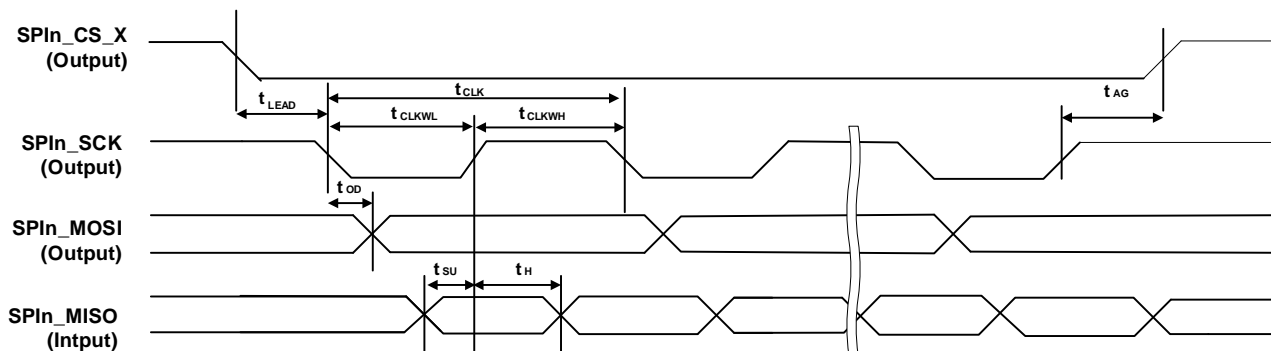 SPIn_CS_X
(Output)
t LEAD
t CLK
t AG
t CLKWL
t CLKWH
SPIn_SCK
(Output)
t OD
SPIn_MOSI
(Output)
t SU
t H
SPIn_MISO
(Intput)